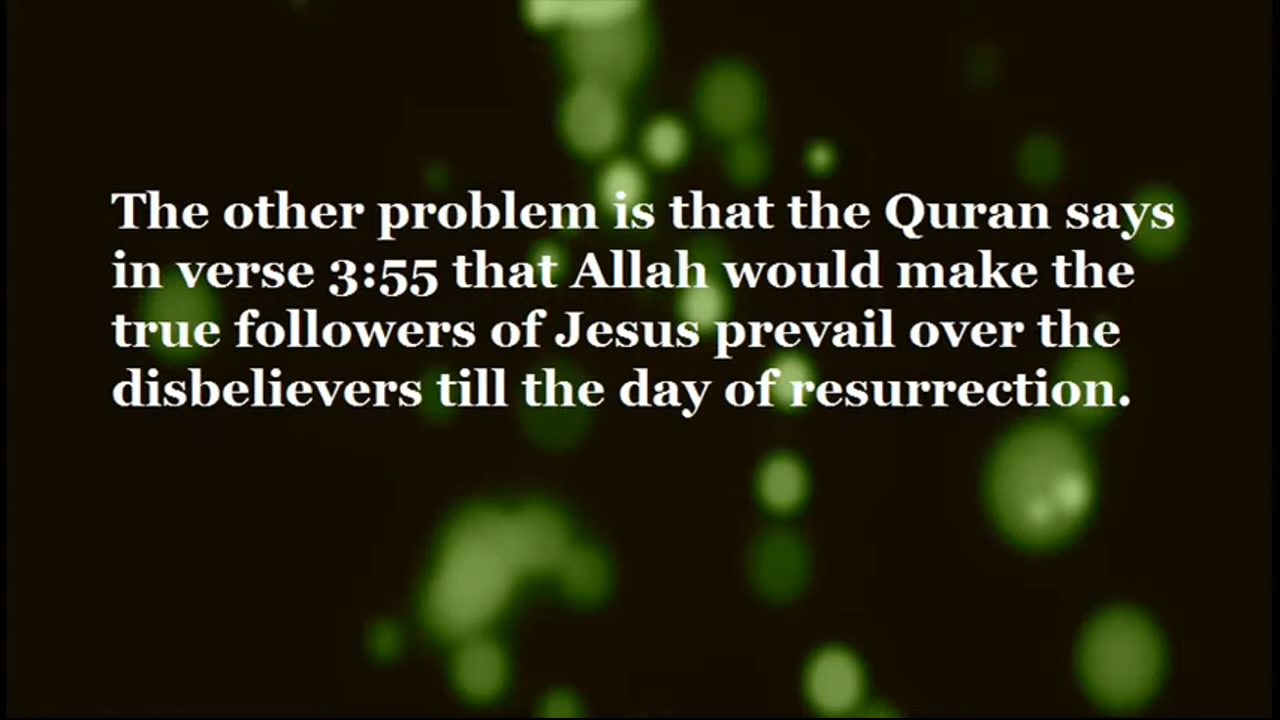 The other problem is that the Quran says
in verse 3:55 that Allah would make the
true followers of Jesus prevail over the
disbelievers till the day of resurrection.